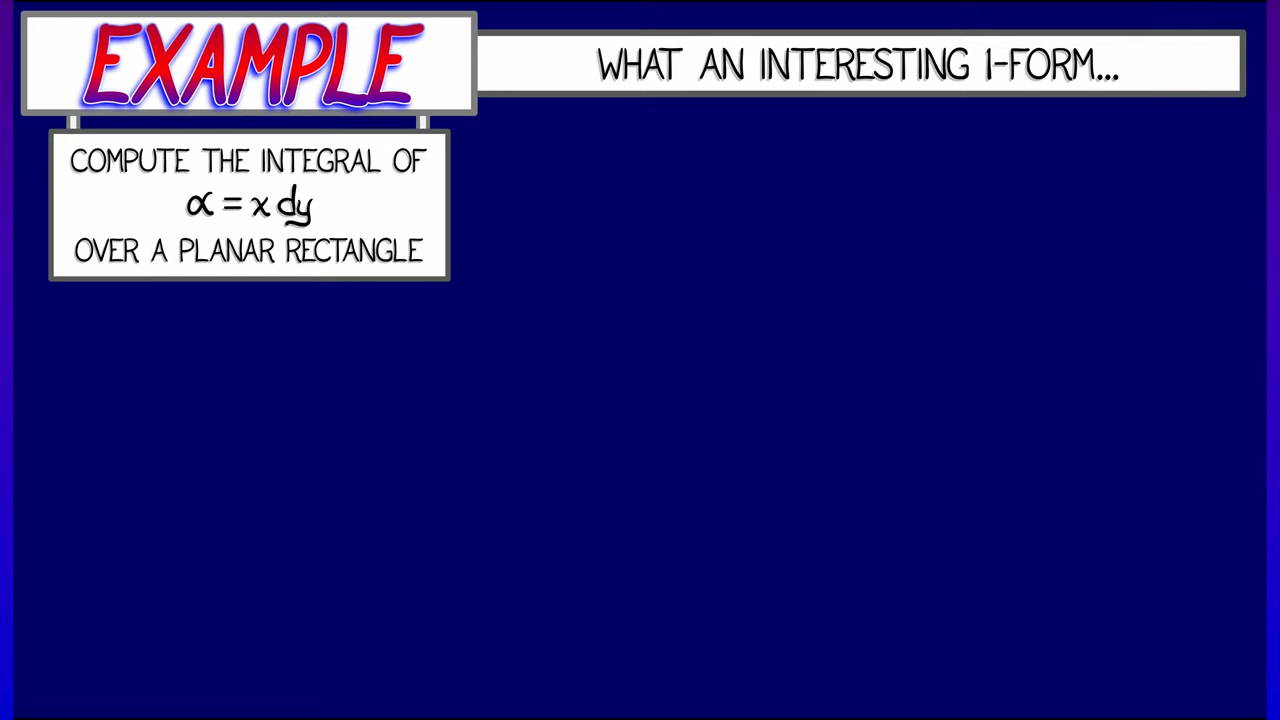 EXAMPLE
WHAT AN INTERESTING 1-FORM...
COMPUTE THE INTEGRAL OF
α = x dy
OVER A PLANAR RECTANGLE